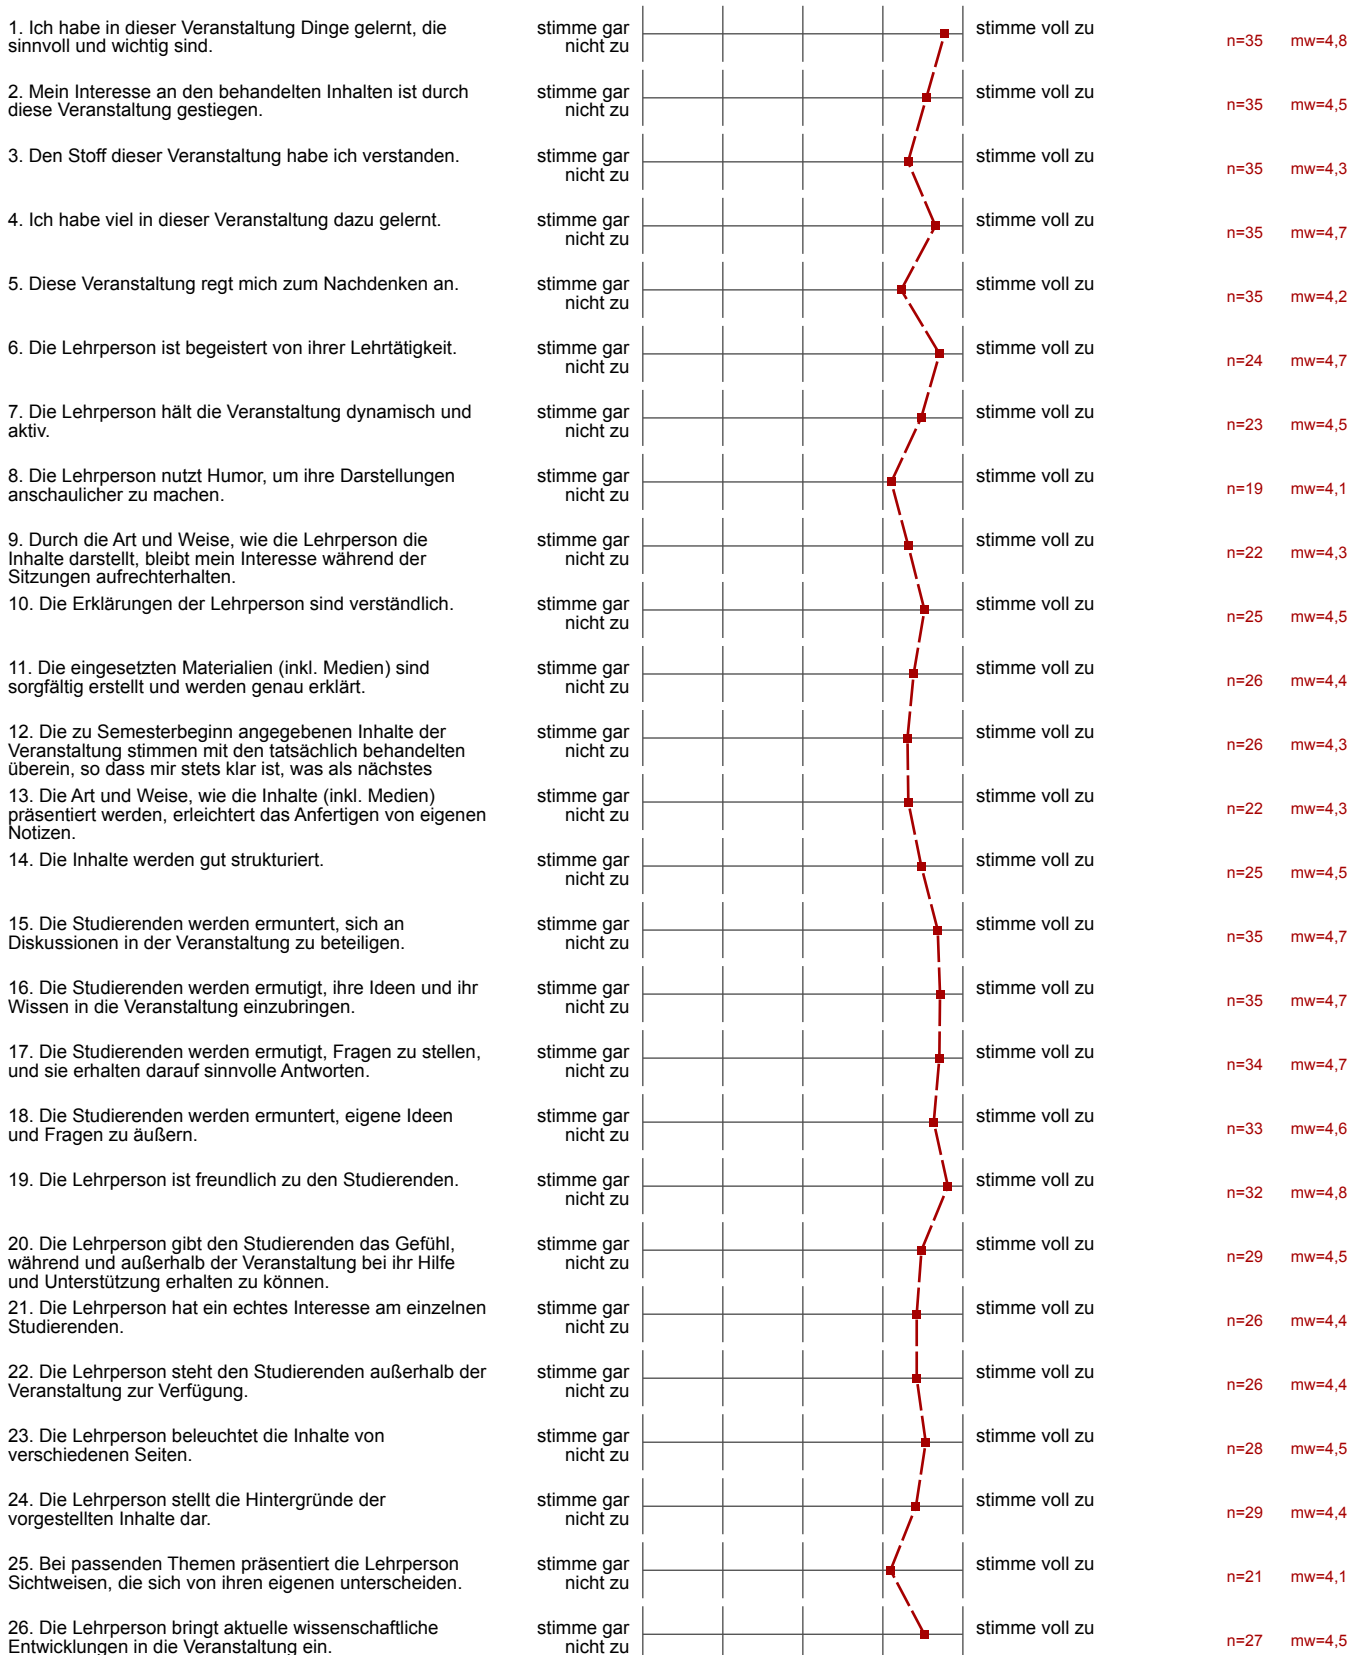 1. Ich habe in dieser Veranstaltung Dinge gelernt, die
sinnvoll und wichtig sind.
stimme gar
nicht zu
stimme voll zu
n=35 mw=4,8
2. Mein Interesse an den behandelten Inhalten ist durch
diese Veranstaltung gestiegen.
stimme gar
nicht zu
stimme voll zu
n=35 mw=4,5
3. Den Stoff dieser Veranstaltung habe ich verstanden.
stimme gar
nicht zu
stimme voll zu
n=35 mw=4,3
4. Ich habe viel in dieser Veranstaltung dazu gelernt.
stimme gar
nicht zu
stimme voll zu
n=35 mw=4,7
5. Diese Veranstaltung regt mich zum Nachdenken an.
stimme gar
nicht zu
stimme voll zu
n=35 mw=4,2
6. Die Lehrperson ist begeistert von ihrer Lehrtätigkeit.
stimme gar
nicht zu
stimme voll zu
n=24 mw=4,7
7. Die Lehrperson hält die Veranstaltung dynamisch und
aktiv.
stimme gar
nicht zu
stimme voll zu
n=23 mw=4,5
8. Die Lehrperson nutzt Humor, um ihre Darstellungen
anschaulicher zu machen.
stimme gar
nicht zu
stimme voll zu
n=19 mw=4,1
9. Durch die Art und Weise, wie die Lehrperson die
Inhalte darstellt, bleibt mein Interesse während der
Sitzungen aufrechterhalten.
stimme gar
nicht zu
stimme voll zu
n=22 mw=4,3
10. Die Erklärungen der Lehrperson sind verständlich.
stimme gar
nicht zu
stimme voll zu
n=25 mw=4,5
11. Die eingesetzten Materialien (inkl. Medien) sind
sorgfältig erstellt und werden genau erklärt.
stimme gar
nicht zu
stimme voll zu
n=26 mw=4,4
12. Die zu Semesterbeginn angegebenen Inhalte der
Veranstaltung stimmen mit den tatsächlich behandelten
überein, so dass mir stets klar ist, was als nächstes
stimme gar
nicht zu
stimme voll zu
n=26 mw=4,3
13. Die Art und Weise, wie die Inhalte (inkl. Medien)
präsentiert werden, erleichtert das Anfertigen von eigenen
Notizen.
stimme gar
nicht zu
stimme voll zu
n=22 mw=4,3
14. Die Inhalte werden gut strukturiert.
stimme gar
nicht zu
stimme voll zu
n=25 mw=4,5
15. Die Studierenden werden ermuntert, sich an
Diskussionen in der Veranstaltung zu beteiligen.
stimme gar
nicht zu
stimme voll zu
n=35 mw=4,7
16. Die Studierenden werden ermutigt, ihre Ideen und ihr
Wissen in die Veranstaltung einzubringen.
stimme gar
nicht zu
stimme voll zu
n=35 mw=4,7
17. Die Studierenden werden ermutigt, Fragen zu stellen,
und sie erhalten darauf sinnvolle Antworten.
stimme gar
nicht zu
stimme voll zu
n=34 mw=4,7
18. Die Studierenden werden ermuntert, eigene Ideen
und Fragen zu äußern.
stimme gar
nicht zu
stimme voll zu
n=33 mw=4,6
19. Die Lehrperson ist freundlich zu den Studierenden.
stimme gar
nicht zu
stimme voll zu
n=32 mw=4,8
20. Die Lehrperson gibt den Studierenden das Gefühl,
während und außerhalb der Veranstaltung bei ihr Hilfe
und Unterstützung erhalten zu können.
stimme gar
nicht zu
stimme voll zu
n=29 mw=4,5
21. Die Lehrperson hat ein echtes Interesse am einzelnen
Studierenden.
stimme gar
nicht zu
stimme voll zu
n=26 mw=4,4
22. Die Lehrperson steht den Studierenden außerhalb der
Veranstaltung zur Verfügung.
stimme gar
nicht zu
stimme voll zu
n=26 mw=4,4
23. Die Lehrperson beleuchtet die Inhalte von
verschiedenen Seiten.
stimme gar
nicht zu
stimme voll zu
n=28 mw=4,5
24. Die Lehrperson stellt die Hintergründe der
vorgestellten Inhalte dar.
stimme gar
nicht zu
stimme voll zu
n=29 mw=4,4
25. Bei passenden Themen präsentiert die Lehrperson
Sichtweisen, die sich von ihren eigenen unterscheiden.
stimme gar
nicht zu
stimme voll zu
n=21 mw=4,1
26. Die Lehrperson bringt aktuelle wissenschaftliche
Entwicklungen in die Veranstaltung ein.
stimme gar
nicht zu
stimme voll zu
n=27 mw=4,5